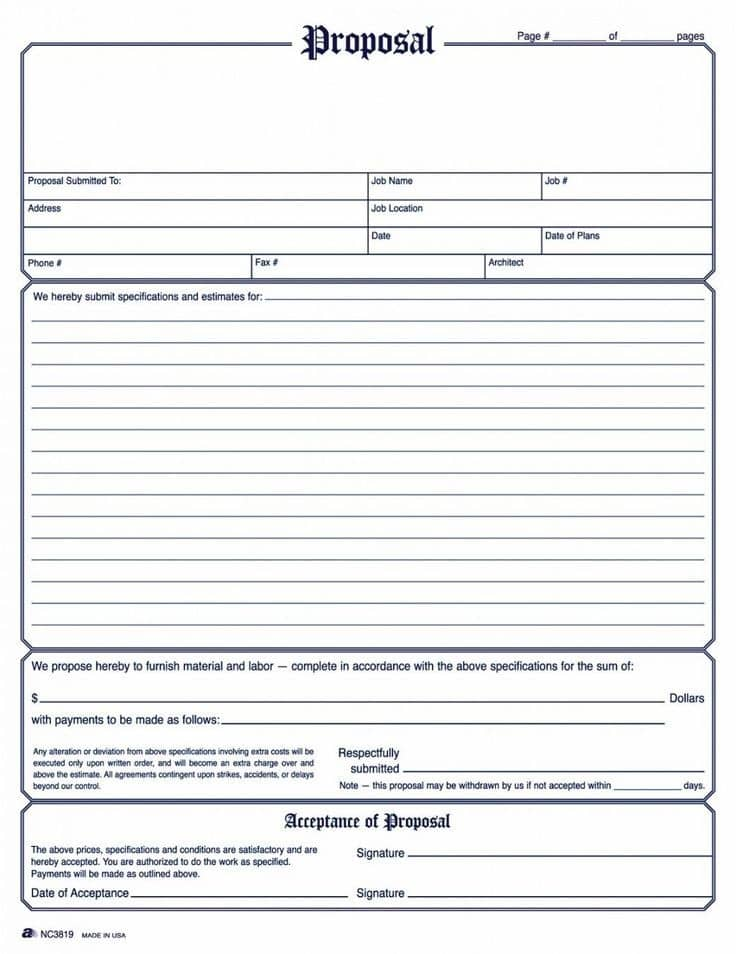 Proposal
Page # ________ of ________ pages
Proposal Submitted To:
Job Name
Job #
Address
Job Location
Date
Date of Plans
Phone #
Fax #
Architect
We hereby submit specifications and estimates for:
We propose hereby to furnish material and labor — complete in accordance with the above specifications for the sum of:
$ ________ Dollars
with payments to be made as follows:
Any alteration or deviation from above specifications involving extra costs will be
executed only upon written order, and will become an extra charge over and
above the estimate. All agreements contingent upon strikes, accidents, or delays
beyond our control.
Respectfully
submitted
Note — this proposal may be withdrawn by us if not accepted within ________ days.
Acceptance of Proposal
The above prices, specifications and conditions are satisfactory and are
hereby accepted. You are authorized to do the work as specified.
Payments will be made as outlined above.
Signature
Date of Acceptance
Signature
a NC3819 MADE IN USA